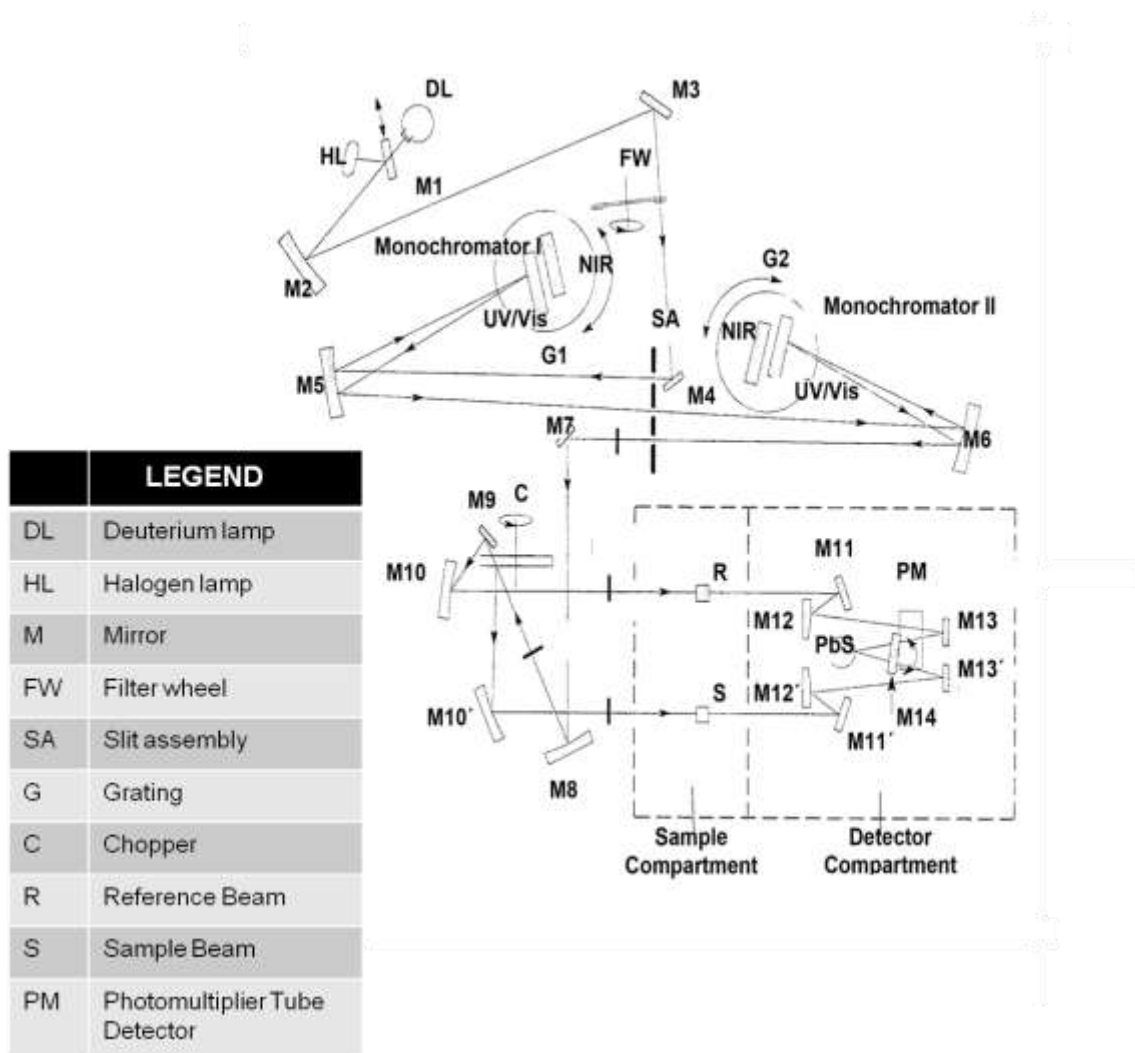 DL
M3
HL
FW
M1
Monochromator I
NIR
G2
M2
Monochromator II
UV/Vis
SA
NIR
G1
M5
M4
UV/Vis
M7
M6
LEGEND
DL Deuterium lamp
HL Halogen lamp
M Mirror
FW Filter wheel
SA Slit assembly
G Grating
C Chopper
R Reference Beam
S Sample Beam
PM Photomultiplier Tube
Detector
M9
C
M10
R
M11
PM
M12
M13
PbS
M13´
M10´
S
M12´
M14
M11´
M8
Sample
Compartment
Detector
Compartment